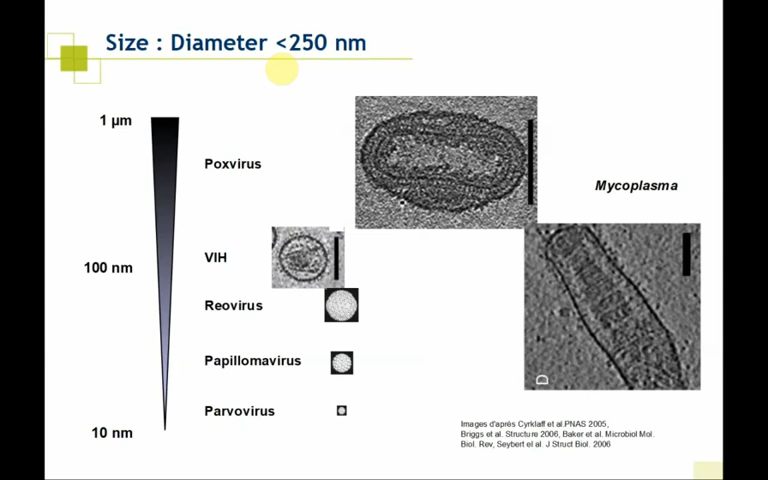 Size : Diameter <250 nm
1 µm
Poxvirus
Mycoplasma
VIH
100 nm
Reovirus
Papillomavirus
D
Parvovirus
10 nm
Images d'après Cyrklaff et al.PNAS 2005,
Briggs et al. Structure 2006, Baker et al. Microbiol Mol.
Biol. Rev, Seybert et al. J Struct Biol. 2006